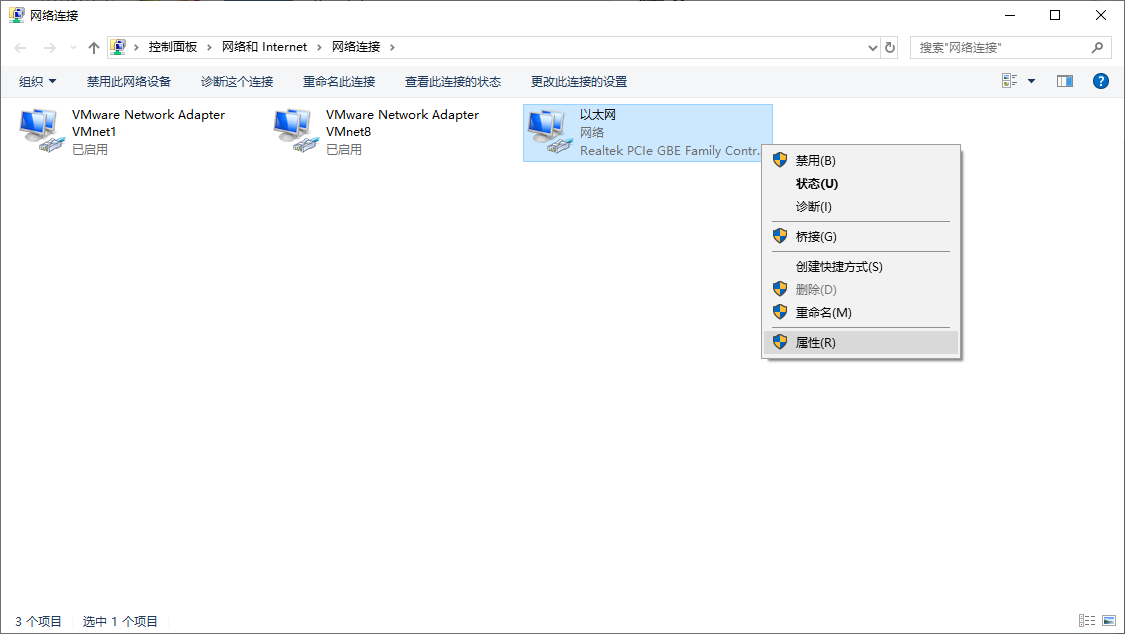 网络连接
控制面板 › 网络和 Internet › 网络连接 ›
搜索"网络连接"
组织 禁用此网络设备 诊断这个连接 重命名此连接 查看此连接的状态 更改此连接的设置
VMware Network Adapter
VMnet1
已启用
VMware Network Adapter
VMnet8
已启用
以太网
网络
Realtek PCIe GBE Family Contr...
禁用(B)
状态(U)
诊断(I)
桥接(G)
创建快捷方式(S)
删除(D)
重命名(M)
属性(R)
3 个项目 选中 1 个项目